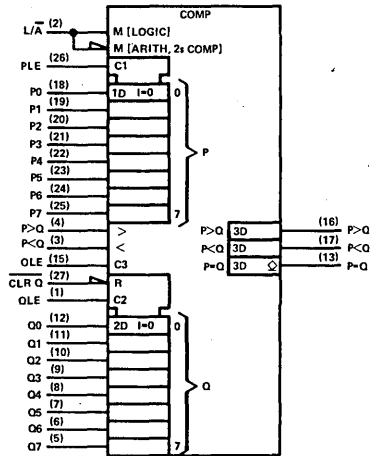 COMP
L/A̅ (2) M [LOGIC]
M [ARITH, 2s COMP]
PLE (26) C1
P0 (18) 1D I=0 0
P1 (19)
P2 (20)
P3 (21)
P4 (22)
P5 (23)
P6 (24)
P7 (25) 7
P
P>Q (4) >
P<Q (3) <
OLE (15) C3
CLR Q (27) R
QLE (1) C2
Q0 (12) 2D I=0 0
Q1 (11)
Q2 (10)
Q3 (9)
Q4 (8)
Q5 (7)
Q6 (6)
Q7 (5) 7
Q
P>Q 3D (16) P>Q
P<Q 3D (17) P<Q
P=Q 3D (13) P=Q